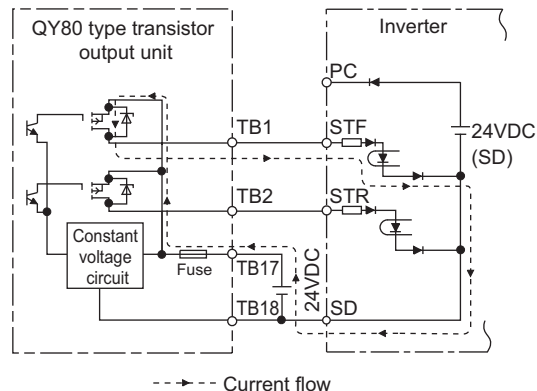 QY80 type transistor
output unit
Inverter
PC
TB1
STF
24VDC
(SD)
TB2
STR
Constant
voltage
circuit
Fuse
TB17
24VDC
TB18
SD
Current flow